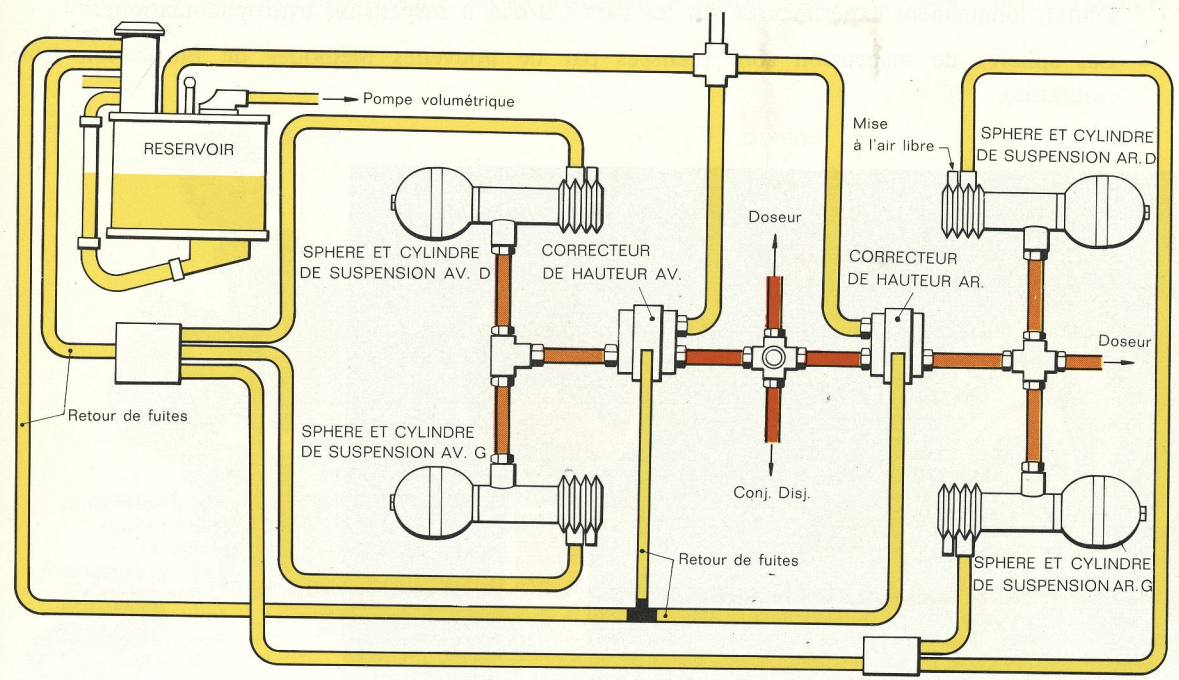 Pompe volumétrique
RESERVOIR
Mise
à l'air libre
SPHERE ET CYLINDRE
DE SUSPENSION AR. D
Doseur
SPHERE ET CYLINDRE
DE SUSPENSION AV. D
CORRECTEUR
DE HAUTEUR AV.
CORRECTEUR
DE HAUTEUR AR.
Doseur
Retour de fuites
SPHERE ET CYLINDRE
DE SUSPENSION AV. G
Conj. Disj.
Retour de fuites
SPHERE ET CYLINDRE
DE SUSPENSION AR. G